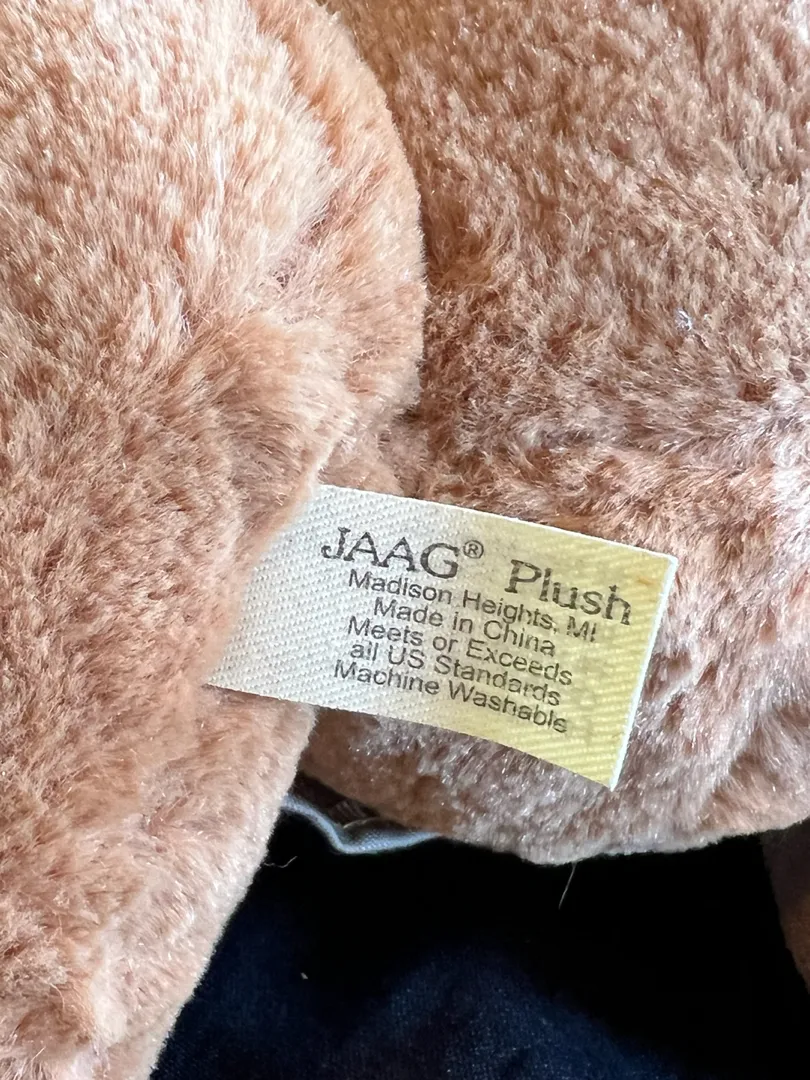 JAAG® Plush
Madison Heights, MI
Made in China
Meets or Exceeds
all US Standards
Machine Washable